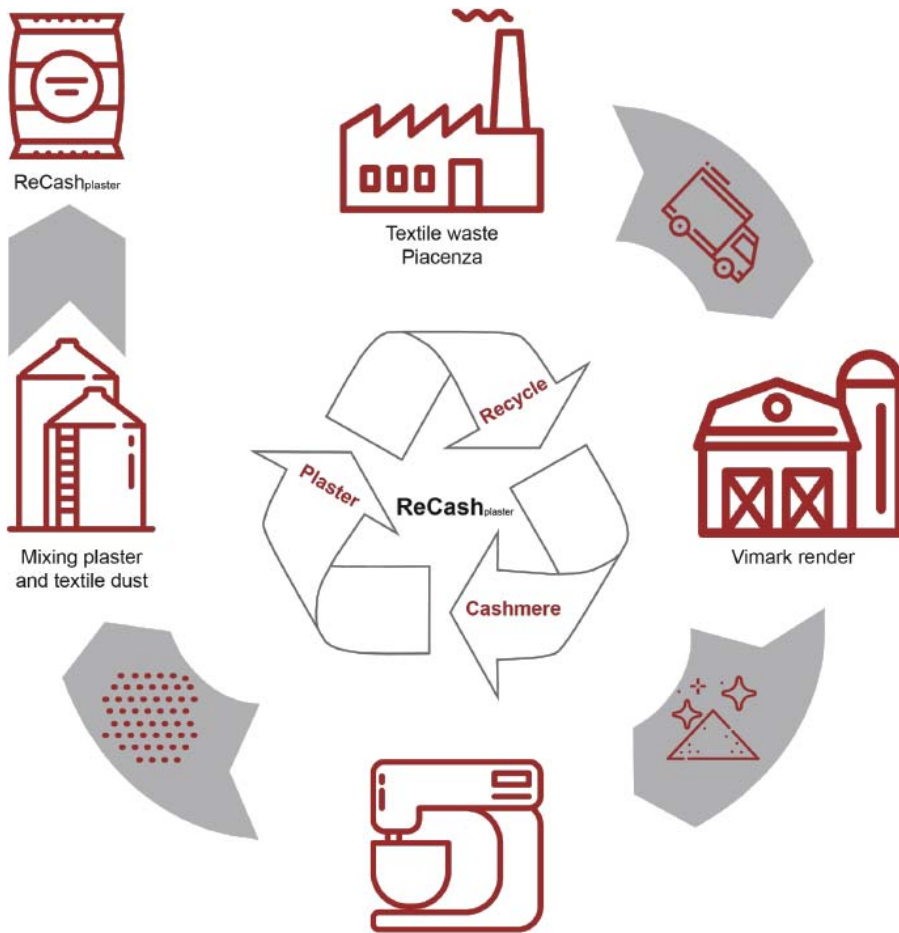 ReCashplaster
Textile waste
Piacenza
Recycle
Plaster
ReCashplaster
Cashmere
Mixing plaster
and textile dust
Vimark render